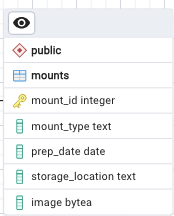 public
mounts
mount_id integer
mount_type text
prep_date date
storage_location text
image bytea